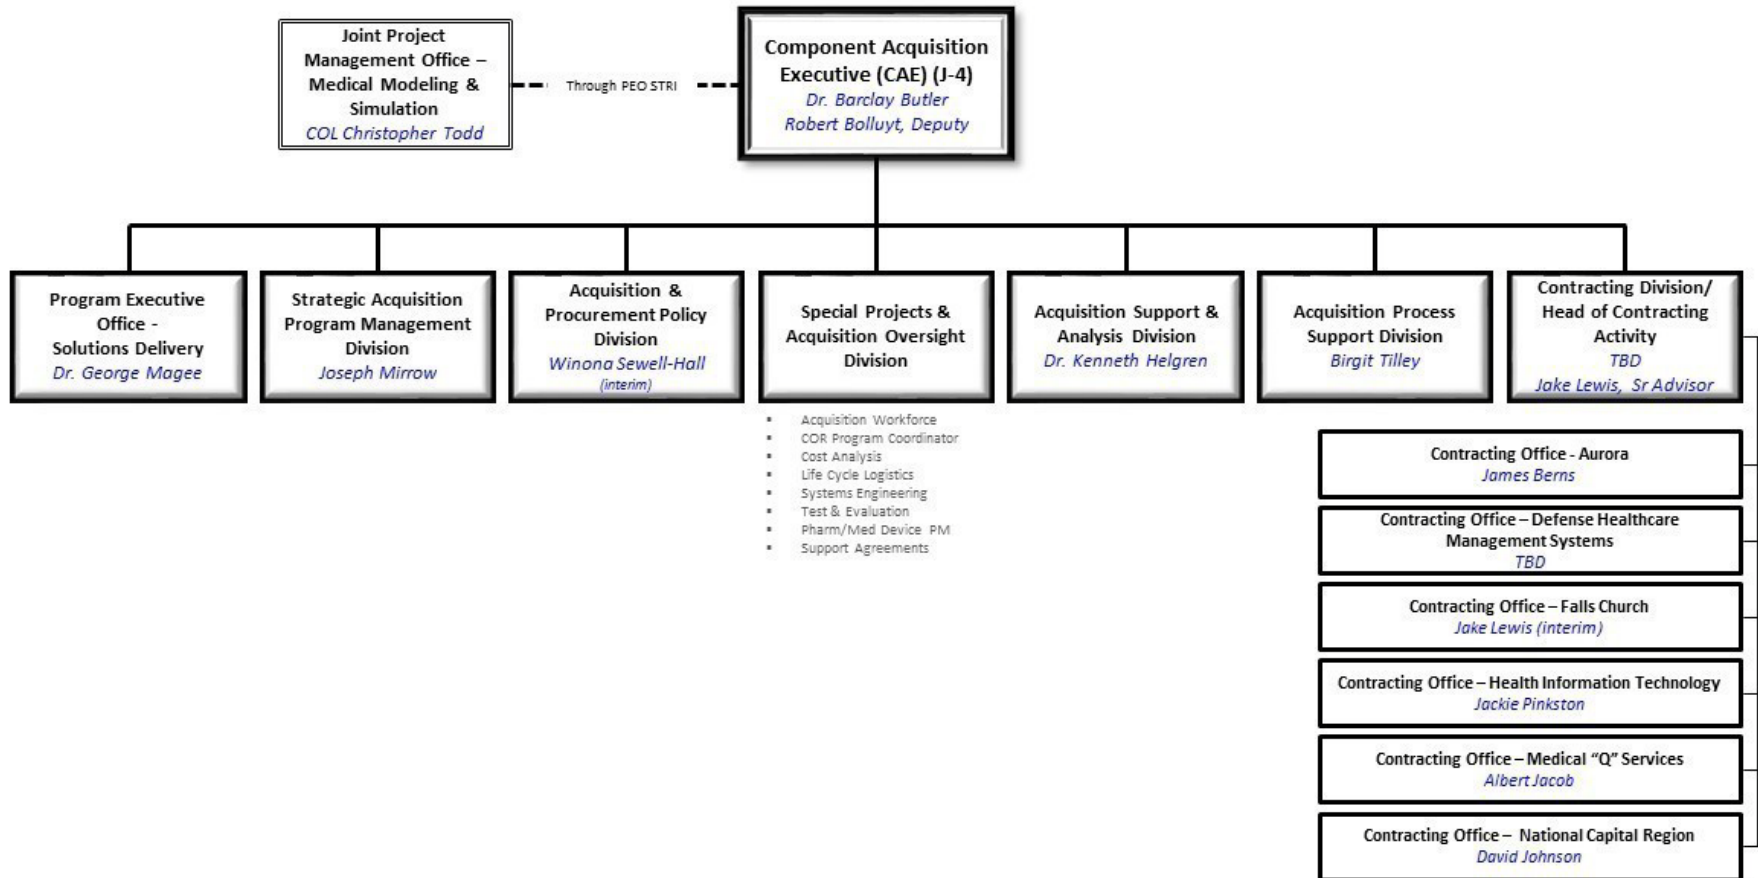 Joint Project
Management Office –
Medical Modeling &
Simulation
COL Christopher Todd
Through PEO STRI
Component Acquisition
Executive (CAE) (J-4)
Dr. Barclay Butler
Robert Bolluyt, Deputy
Program Executive
Office -
Solutions Delivery
Dr. George Magee
Strategic Acquisition
Program Management
Division
Joseph Mirrow
Acquisition &
Procurement Policy
Division
Winona Sewell-Hall
(interim)
Special Projects &
Acquisition Oversight
Division
▪ Acquisition Workforce
▪ COR Program Coordinator
▪ Cost Analysis
▪ Life Cycle Logistics
▪ Systems Engineering
▪ Test & Evaluation
▪ Pharm/Med Device PM
▪ Support Agreements
Acquisition Support &
Analysis Division
Dr. Kenneth Helgren
Acquisition Process
Support Division
Birgit Tilley
Contracting Division/
Head of Contracting
Activity
TBD
Jake Lewis, Sr Advisor
Contracting Office - Aurora
James Berns
Contracting Office – Defense Healthcare
Management Systems
TBD
Contracting Office – Falls Church
Jake Lewis (interim)
Contracting Office – Health Information Technology
Jackie Pinkston
Contracting Office – Medical “Q” Services
Albert Jacob
Contracting Office – National Capital Region
David Johnson